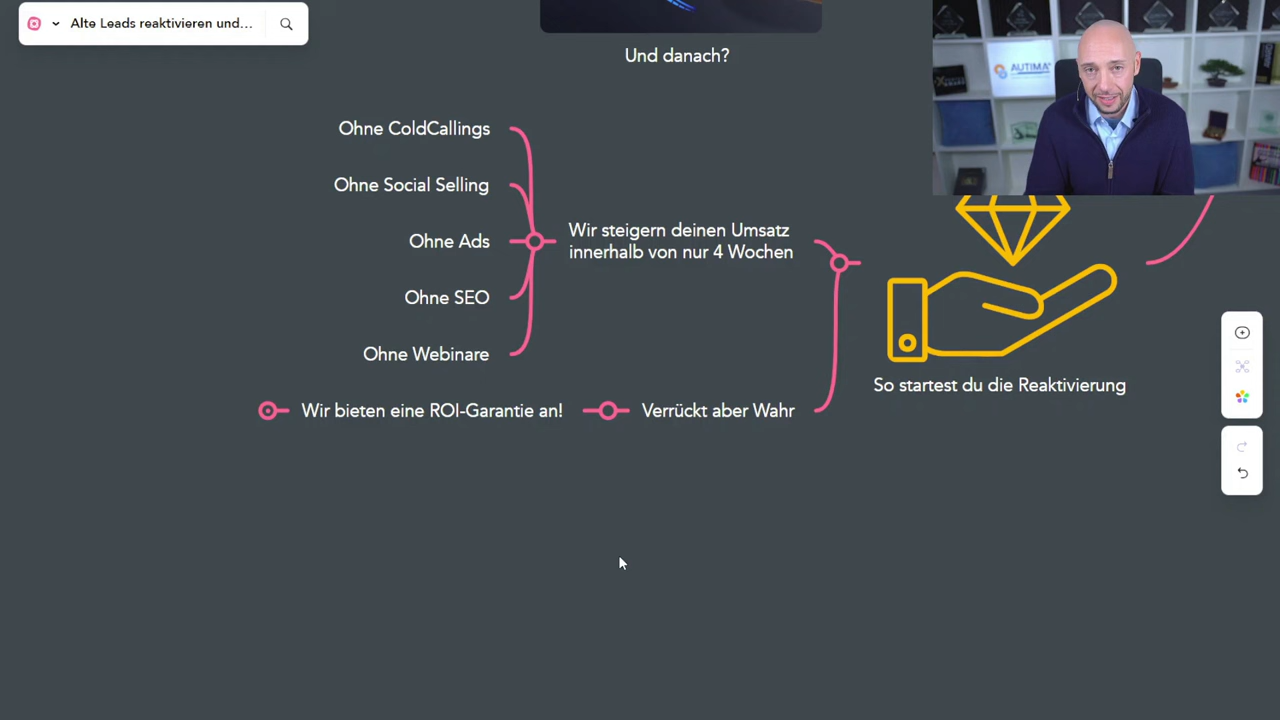 Alte Leads reaktivieren und...
Und danach?
AUTIMA
Ohne ColdCallings
Ohne Social Selling
Ohne Ads
Ohne SEO
Ohne Webinare
Wir steigern deinen Umsatz
innerhalb von nur 4 Wochen
So startest du die Reaktivierung
Wir bieten eine ROI-Garantie an!
Verrückt aber Wahr